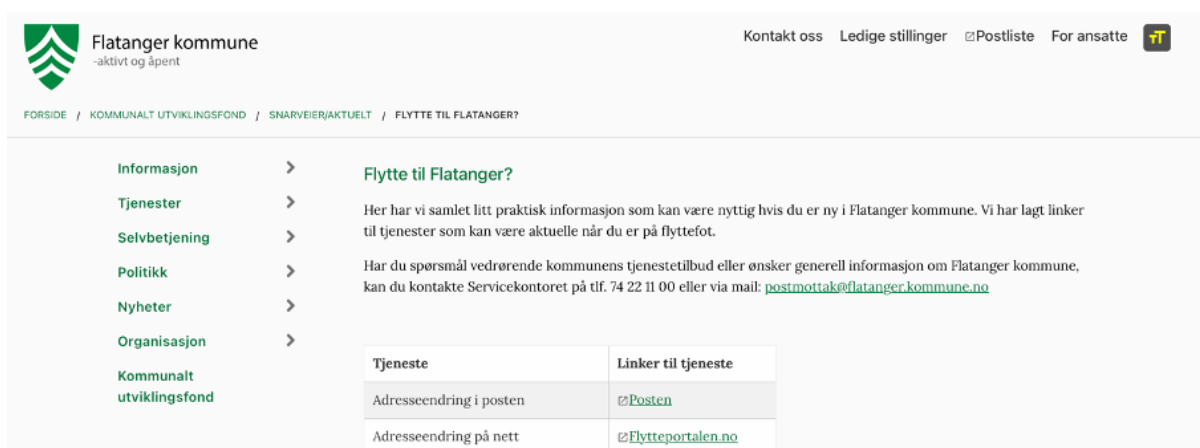 Flatanger kommune
-aktivt og åpent
Kontakt oss Ledige stillinger Postliste For ansatte TT
FORSIDE / KOMMUNALT UTVIKLINGSFOND / SNARVEIER/AKTUELT / FLYTTE TIL FLATANGER?
Informasjon
Tjenester
Selvbetjening
Politikk
Nyheter
Organisasjon
Kommunalt
utviklingsfond
Flytte til Flatanger?
Her har vi samlet litt praktisk informasjon som kan være nyttig hvis du er ny i Flatanger kommune. Vi har lagt linker
til tjenester som kan være aktuelle når du er på flyttefot.
Har du spørsmål vedrørende kommunens tjenestetilbud eller ønsker generell informasjon om Flatanger kommune,
kan du kontakte Servicekontoret på tlf. 74 22 11 00 eller via mail: postmottak@flatanger.kommune.no
Tjeneste Linker til tjeneste
Adresseendring i posten Posten
Adresseendring på nett Flytteportalen.no